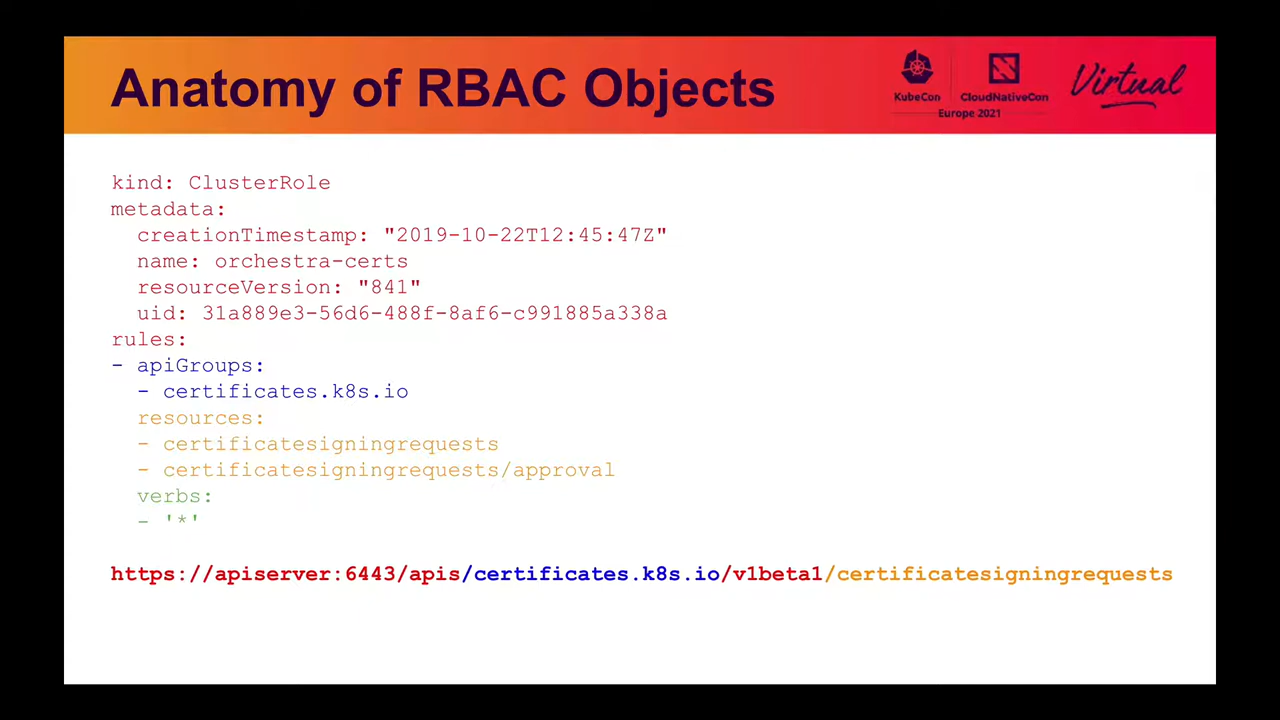 Anatomy of RBAC Objects
KubeCon
CloudNativeCon
Europe 2021
Virtual
kind: ClusterRole
metadata:
  creationTimestamp: "2019-10-22T12:45:47Z"
  name: orchestra-certs
  resourceVersion: "841"
  uid: 31a889e3-56d6-488f-8af6-c991885a338a
rules:
- apiGroups:
  - certificates.k8s.io
  resources:
  - certificatesigningrequests
  - certificatesigningrequests/approval
  verbs:
  - '*'
https://apiserver:6443/apis/certificates.k8s.io/v1beta1/certificatesigningrequests